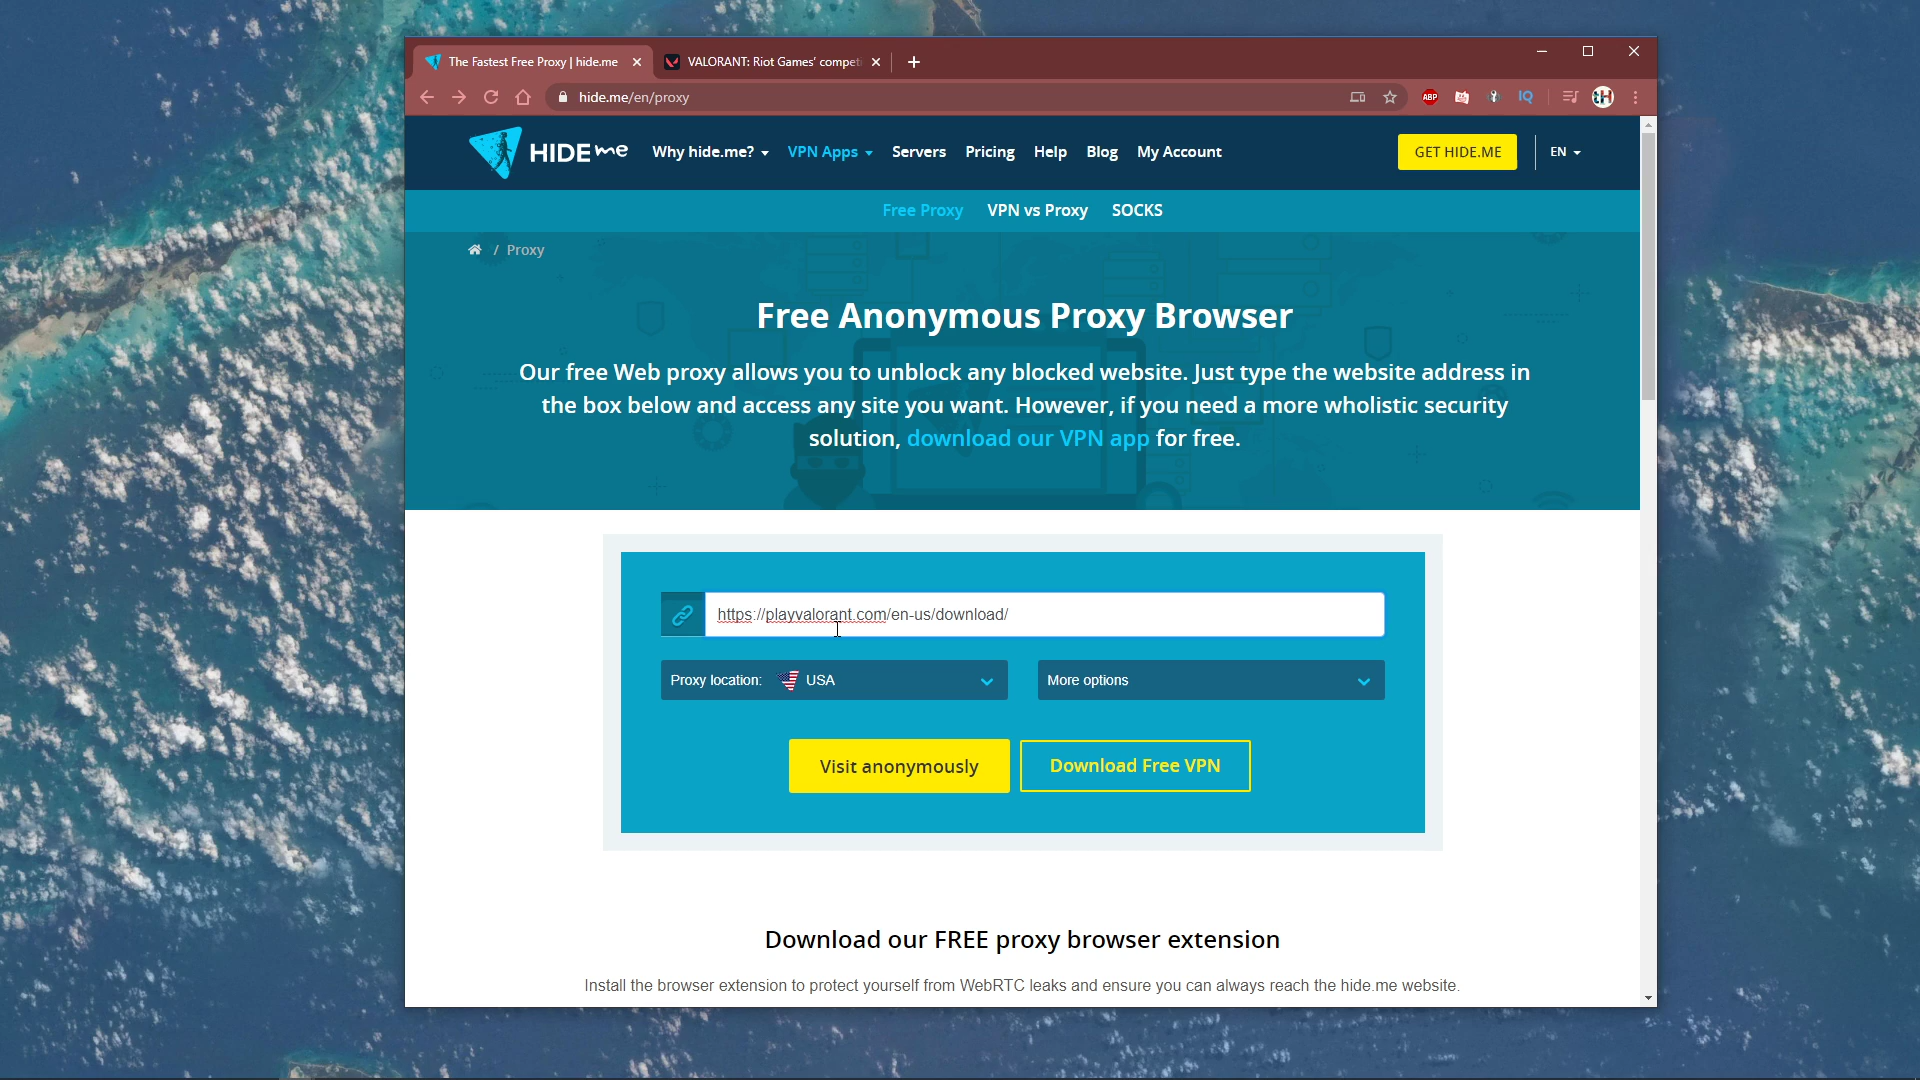 The Fastest Free Proxy | hide.me
VALORANT: Riot Games' compet
hide.me/en/proxy
ABP
IQ
HIDE me
Why hide.me?
VPN Apps
Servers
Pricing
Help
Blog
My Account
GET HIDE.ME
EN
Free Proxy
VPN vs Proxy
SOCKS
/ Proxy
Free Anonymous Proxy Browser
Our free Web proxy allows you to unblock any blocked website. Just type the website address in
the box below and access any site you want. However, if you need a more wholistic security
solution, download our VPN app for free.
https://playvalorant.com/en-us/download/
Proxy location: USA
More options
Visit anonymously
Download Free VPN
Download our FREE proxy browser extension
Install the browser extension to protect yourself from WebRTC leaks and ensure you can always reach the hide.me website.